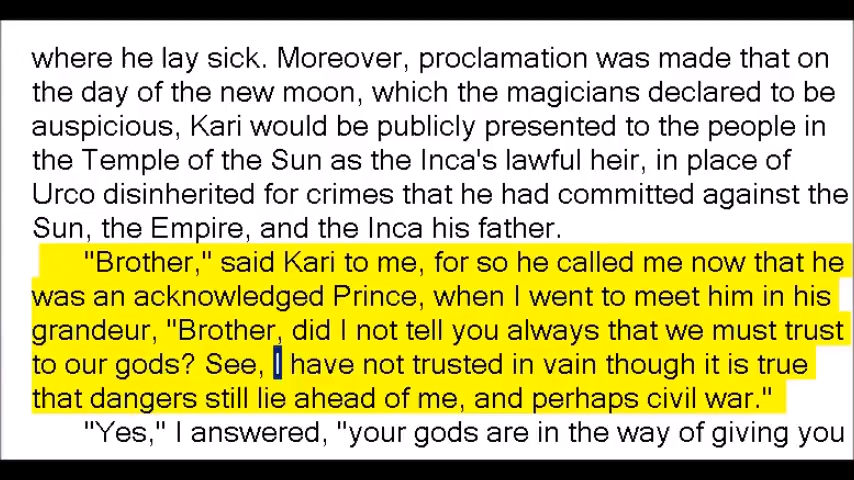 where he lay sick. Moreover, proclamation was made that on
the day of the new moon, which the magicians declared to be
auspicious, Kari would be publicly presented to the people in
the Temple of the Sun as the Inca's lawful heir, in place of
Urco disinherited for crimes that he had committed against the
Sun, the Empire, and the Inca his father.
"Brother," said Kari to me, for so he called me now that he
was an acknowledged Prince, when I went to meet him in his
grandeur, "Brother, did I not tell you always that we must trust
to our gods? See, I have not trusted in vain though it is true
that dangers still lie ahead of me, and perhaps civil war."
"Yes," I answered, "your gods are in the way of giving you